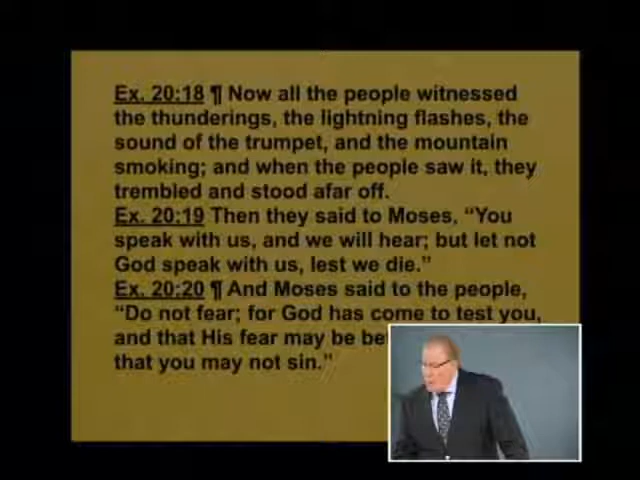 Ex. 20:18 ¶ Now all the people witnessed
the thunderings, the lightning flashes, the
sound of the trumpet, and the mountain
smoking; and when the people saw it, they
trembled and stood afar off.
Ex. 20:19 Then they said to Moses, “You
speak with us, and we will hear; but let not
God speak with us, lest we die.”
Ex. 20:20 ¶ And Moses said to the people,
“Do not fear; for God has come to test you,
and that His fear may be
that you may not sin.”